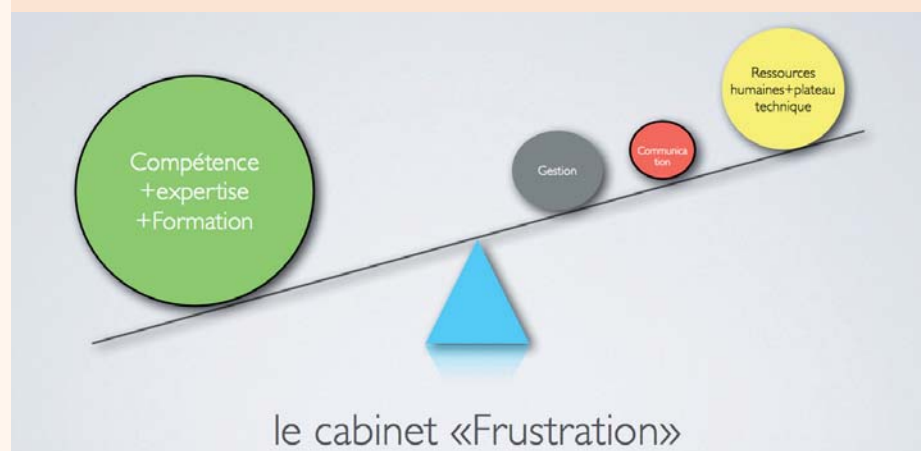 Compétence
+expertise
+Formation
Gestion
Communica
tion
Ressources
humaines+plateau
technique
le cabinet «Frustration»